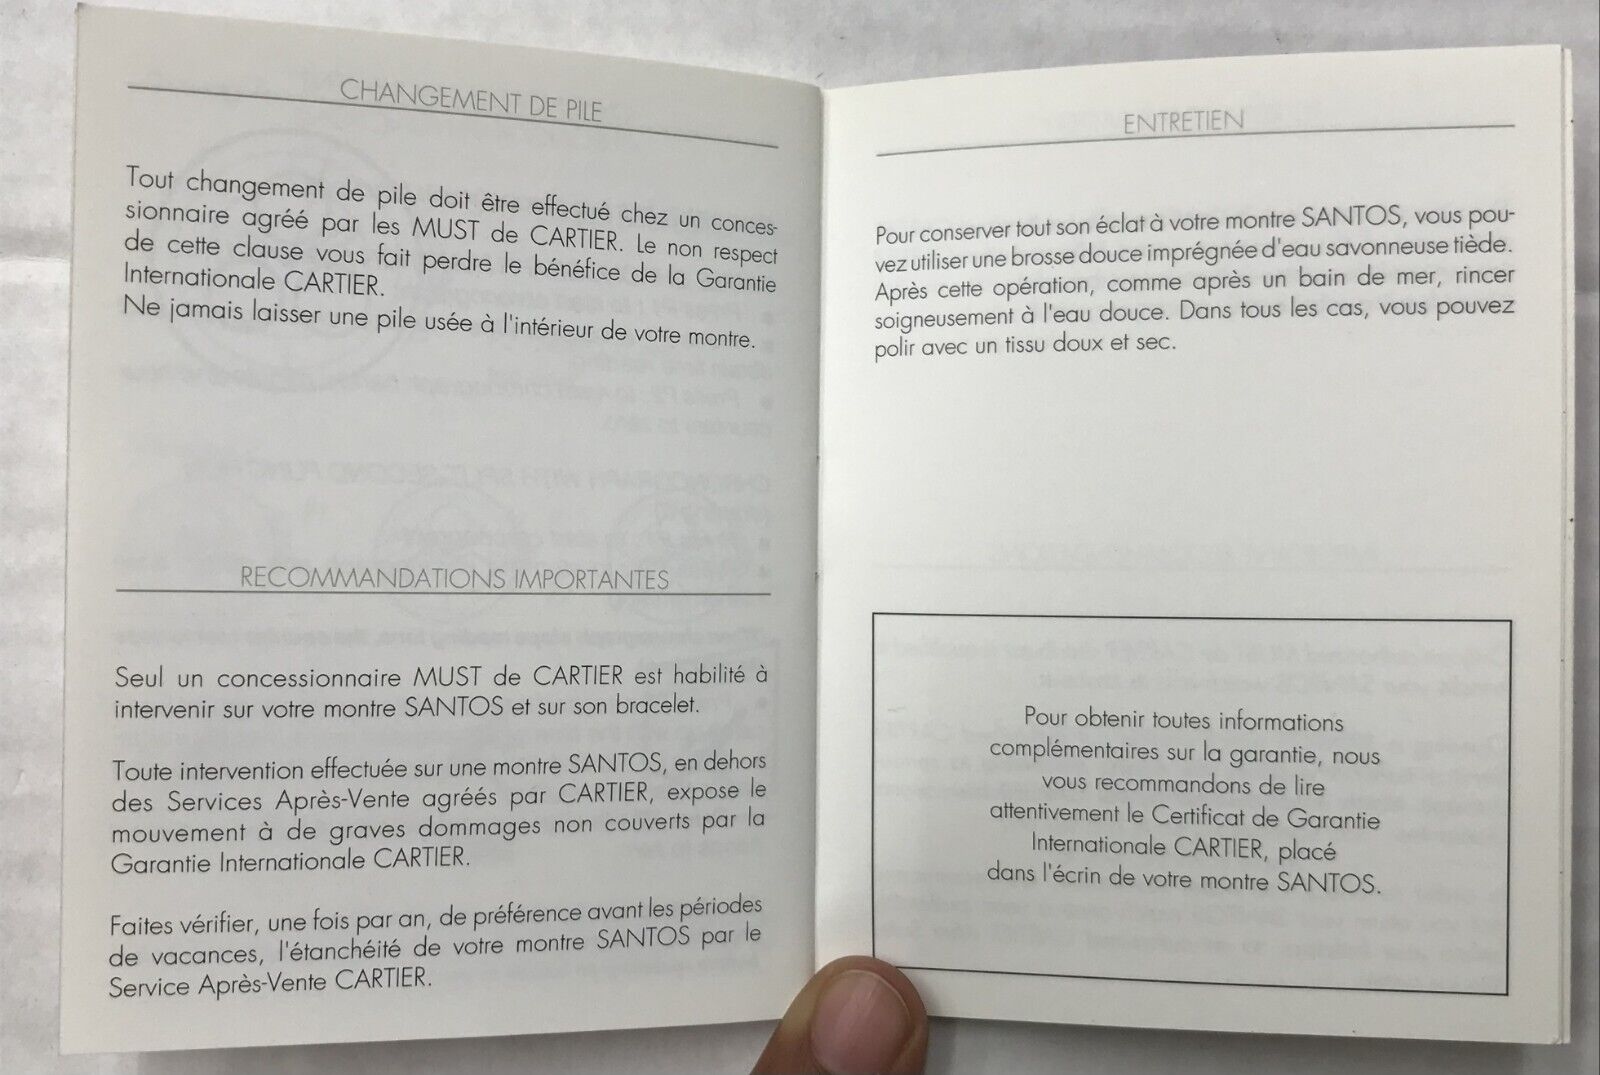 CHANGEMENT DE PILE
Tout changement de pile doit être effectué chez un conces-
sionnaire agréé par les MUST de CARTIER. Le non respect
de cette clause vous fait perdre le bénéfice de la Garantie
Internationale CARTIER.
Ne jamais laisser une pile usée à l'intérieur de votre montre.
RECOMMANDATIONS IMPORTANTES
Seul un concessionnaire MUST de CARTIER est habilité à
intervenir sur votre montre SANTOS et sur son bracelet.
Toute intervention effectuée sur une montre SANTOS, en dehors
des Services Après-Vente agréés par CARTIER, expose le
mouvement à de graves dommages non couverts par la
Garantie Internationale CARTIER.
Faites vérifier, une fois par an, de préférence avant les périodes
de vacances, l'étanchéité de votre montre SANTOS par le
Service Après-Vente CARTIER.
ENTRETIEN
Pour conserver tout son éclat à votre montre SANTOS, vous pou-
vez utiliser une brosse douce imprégnée d'eau savonneuse tiède.
Après cette opération, comme après un bain de mer, rincer
soigneusement à l'eau douce. Dans tous les cas, vous pouvez
polir avec un tissu doux et sec.
Pour obtenir toutes informations
complémentaires sur la garantie, nous
vous recommandons de lire
attentivement le Certificat de Garantie
Internationale CARTIER, placé
dans l'écrin de votre montre SANTOS.